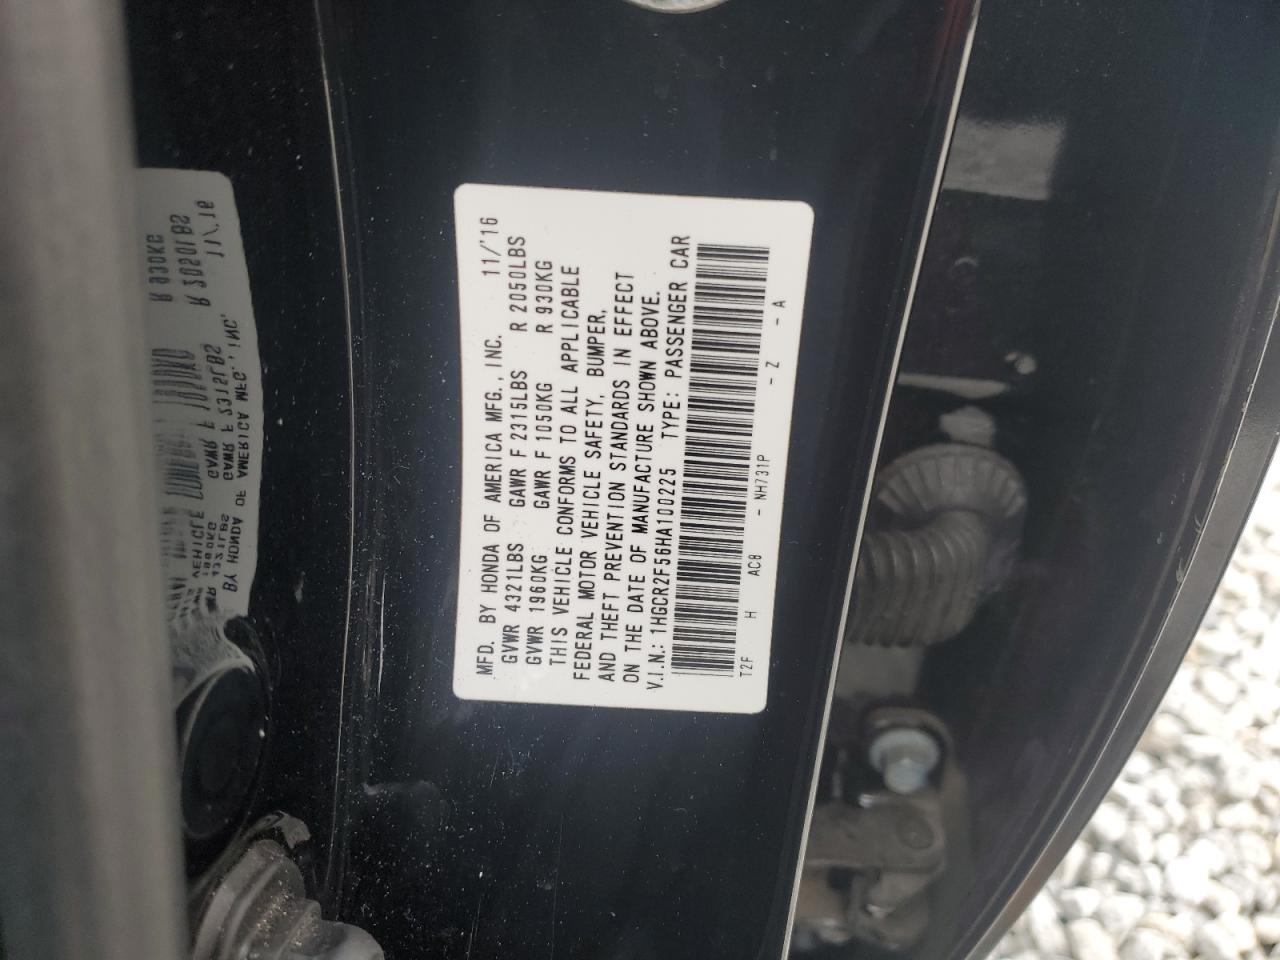 MFD. BY HONDA OF AMERICA MFG., INC. 11/'16
GVWR 4321LBS GAWR F 2315LBS R 2050LBS
GVWR 1960KG GAWR F 1050KG R 930KG
THIS VEHICLE CONFORMS TO ALL APPLICABLE
FEDERAL MOTOR VEHICLE SAFETY, BUMPER,
AND THEFT PREVENTION STANDARDS IN EFFECT
ON THE DATE OF MANUFACTURE SHOWN ABOVE.
V.I.N.: 1HGCR2F56HA100225 TYPE: PASSENGER CAR
T2F H AC8 - NH731P - Z - A